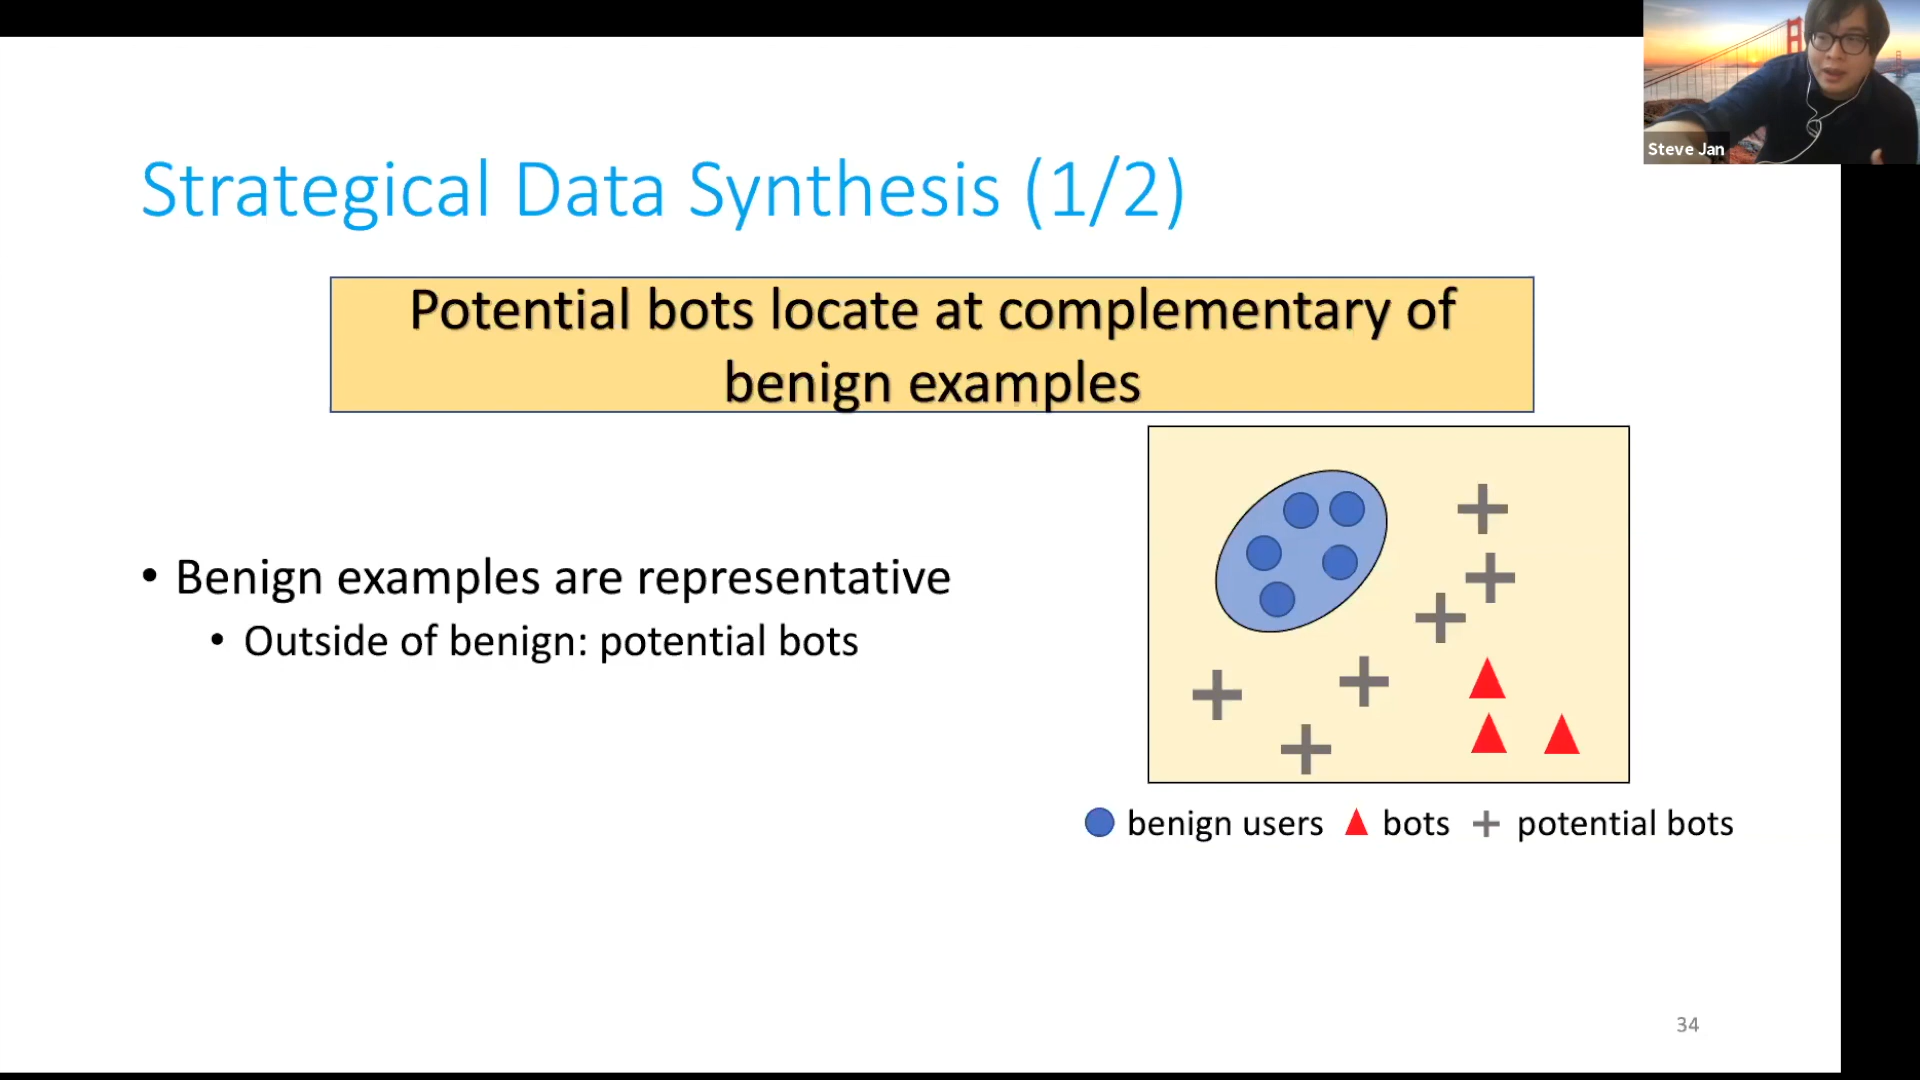 Steve Jan
Strategical Data Synthesis (1/2)
Potential bots locate at complementary of
benign examples
• Benign examples are representative
• Outside of benign: potential bots
benign users bots potential bots
34